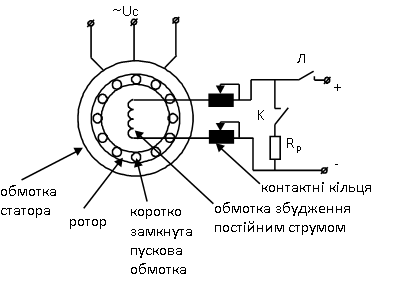 ~Uc
Л
+
К
Rр
-
контактні кільця
обмотка
статора
ротор
коротко
замкнута
пускова
обмотка
обмотка збудження
постійним струмом